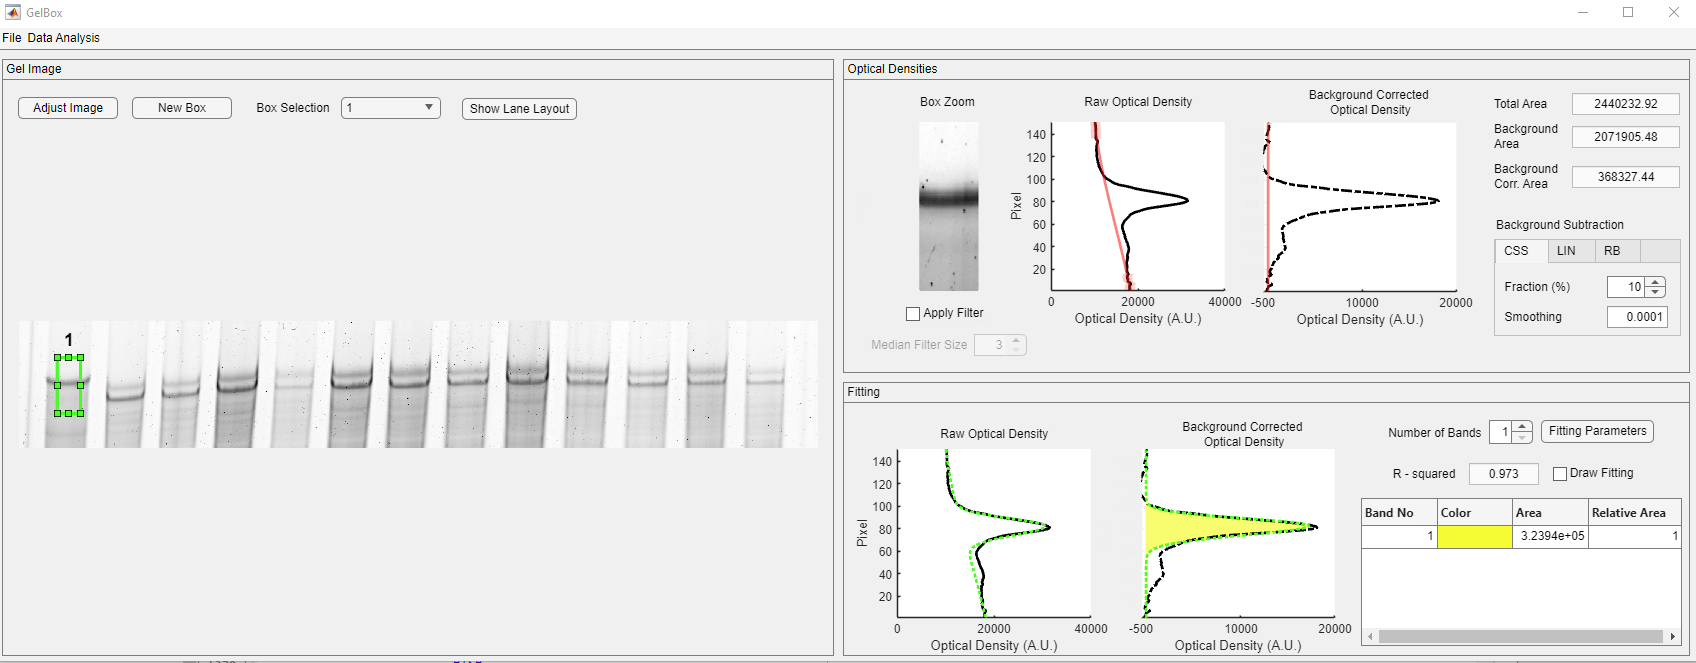 GelBox
File Data Analysis
Gel Image
Adjust Image
New Box
Box Selection
1
Show Lane Layout
1
Optical Densities
Box Zoom
Apply Filter
Median Filter Size
3
Raw Optical Density
140
120
100
80
60
40
20
0
20000
40000
Pixel
Optical Density (A.U.)
Background Corrected
Optical Density
-500
10000
20000
Optical Density (A.U.)
Total Area
2440232.92
Background
Area
2071905.48
Background
Corr. Area
368327.44
Background Subtraction
CSS LIN RB
Fraction (%)
10
Smoothing
0.0001
Fitting
Raw Optical Density
140
120
100
80
60
40
20
0
20000
40000
Pixel
Optical Density (A.U.)
Background Corrected
Optical Density
-500
10000
20000
Optical Density (A.U.)
Number of Bands
1
Fitting Parameters
R - squared
0.973
Draw Fitting
Band No Color Area Relative Area
1 3.2394e+05 1